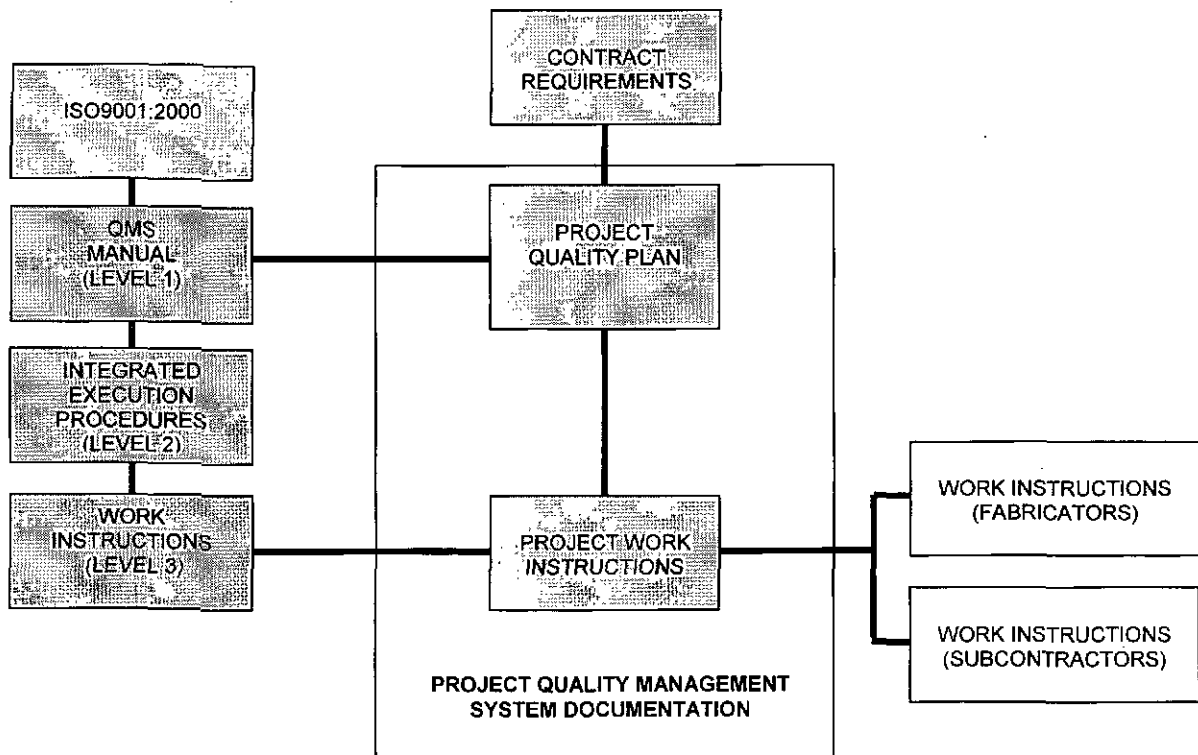 CONTRACT
REQUIREMENTS
ISO9001:2000
QMS
MANUAL
(LEVEL 1)
PROJECT
QUALITY PLAN
INTEGRATED
EXECUTION
PROCEDURES
(LEVEL 2)
WORK
INSTRUCTIONS
(LEVEL 3)
PROJECT WORK
INSTRUCTIONS
WORK INSTRUCTIONS
(FABRICATORS)
WORK INSTRUCTIONS
(SUBCONTRACTORS)
PROJECT QUALITY MANAGEMENT
SYSTEM DOCUMENTATION